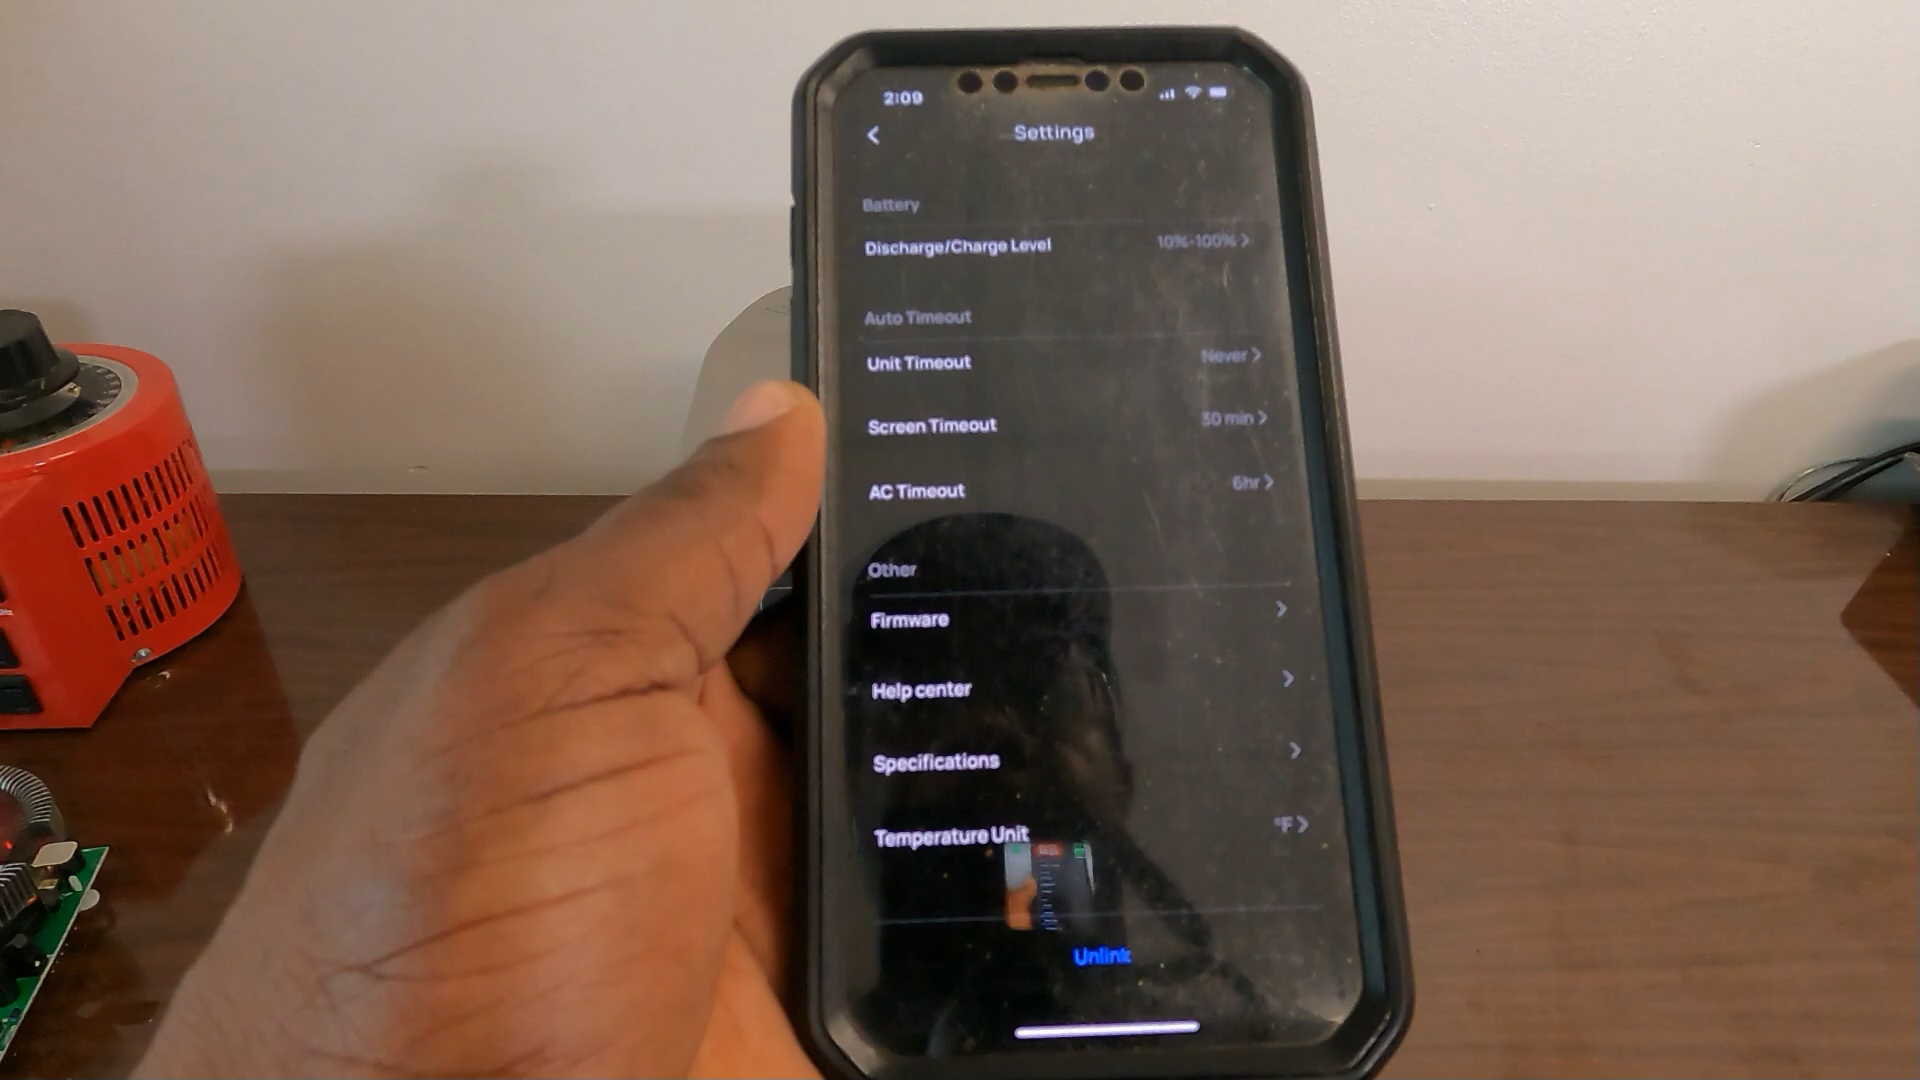 2:09
Settings
Battery
Discharge/Charge Level 10%-100%
Auto Timeout
Unit Timeout Never
Screen Timeout 30 min
AC Timeout 6hr
Other
Firmware
Help center
Specifications
Temperature Unit °F
Unlink